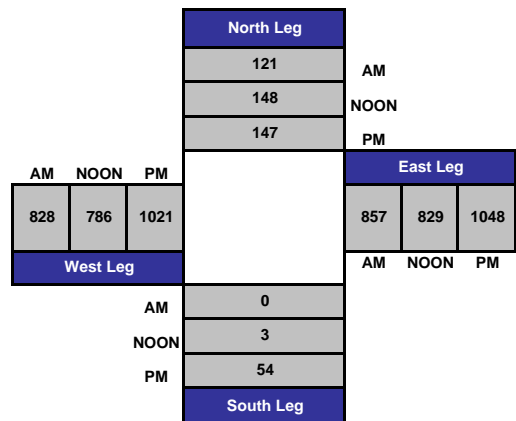 North Leg
121 AM
148 NOON
147 PM
AM NOON PM East Leg
828 786 1021 857 829 1048
West Leg AM NOON PM
AM 0
NOON 3
PM 54
South Leg